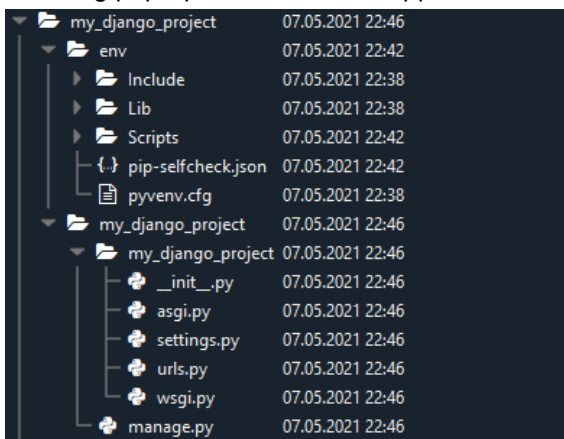 my_django_project 07.05.2021 22:46
env 07.05.2021 22:42
Include 07.05.2021 22:38
Lib 07.05.2021 22:38
Scripts 07.05.2021 22:42
pip-selfcheck.json 07.05.2021 22:42
pyvenv.cfg 07.05.2021 22:38
my_django_project 07.05.2021 22:46
my_django_project 07.05.2021 22:46
__init__.py 07.05.2021 22:46
asgi.py 07.05.2021 22:46
settings.py 07.05.2021 22:46
urls.py 07.05.2021 22:46
wsgi.py 07.05.2021 22:46
manage.py 07.05.2021 22:46